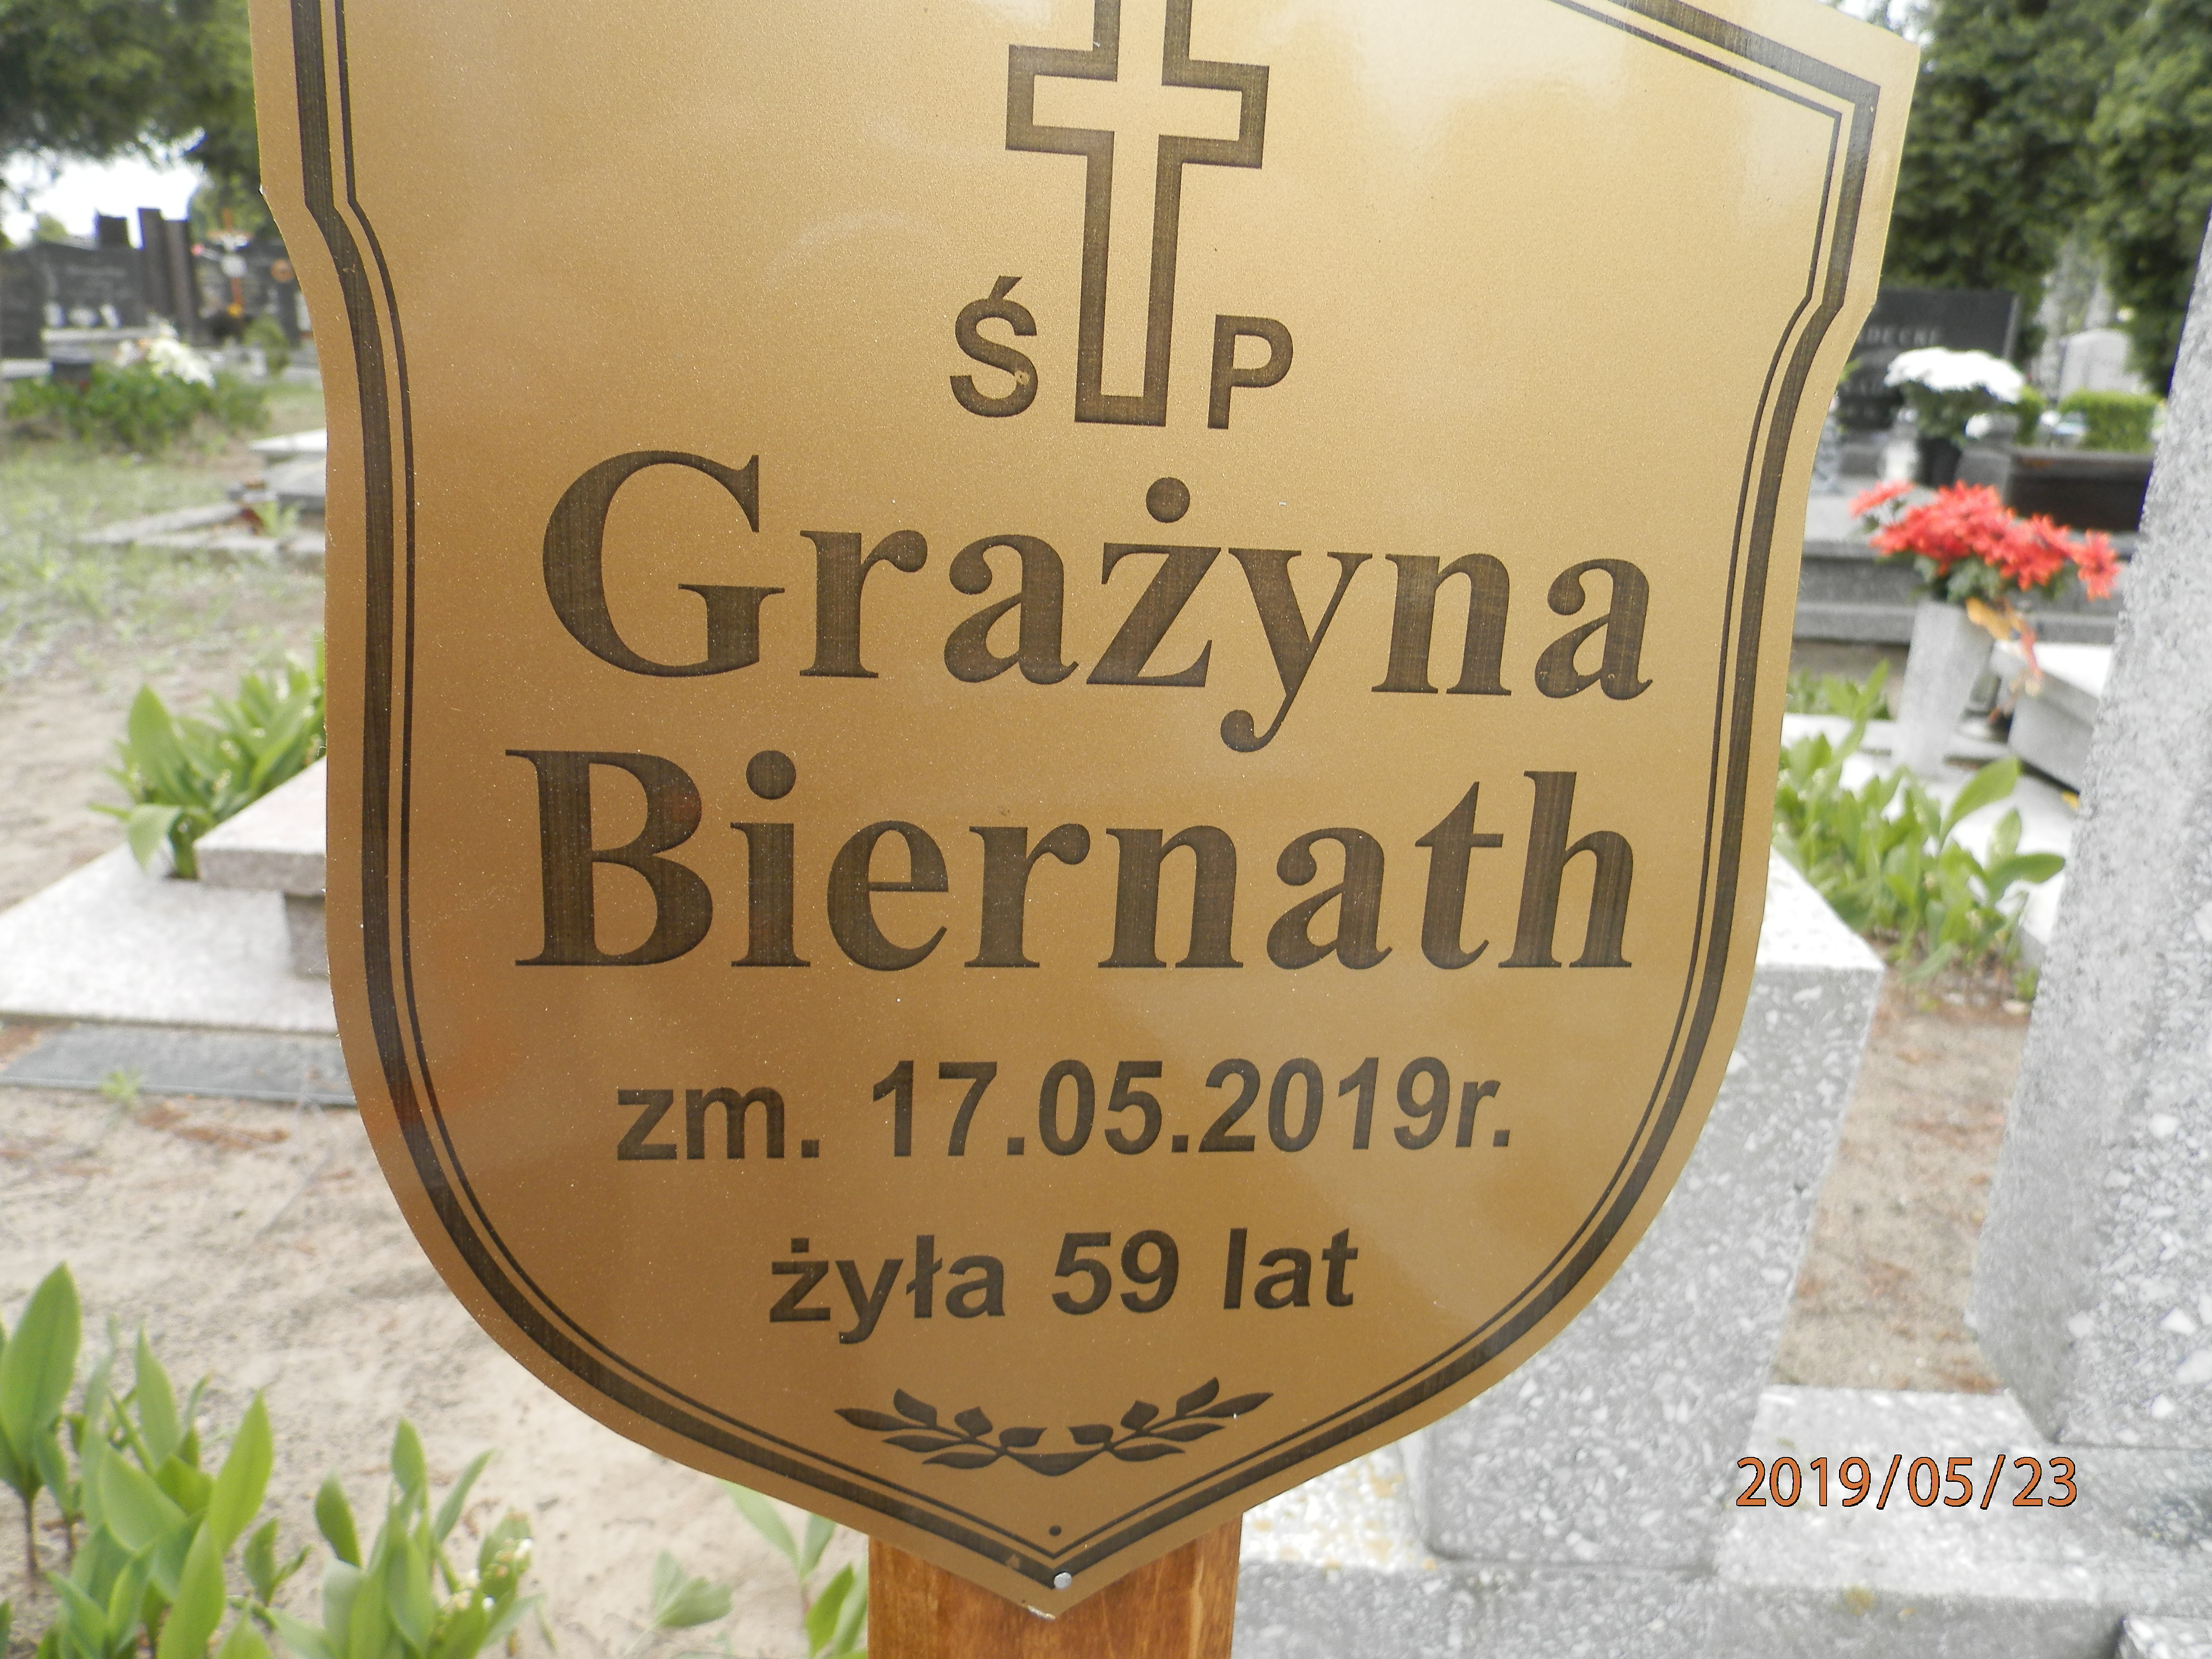 Ś P
Grażyna
Biernath
zm. 17.05.2019r.
żyła 59 lat
2019/05/23